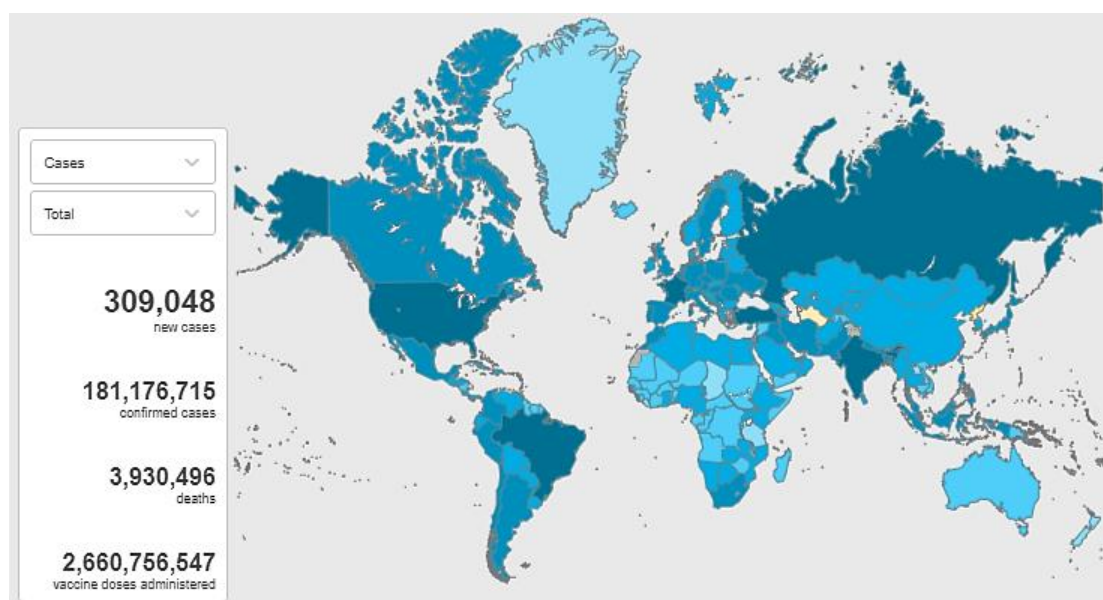 Cases
Total
309,048
new cases
181,176,715
confirmed cases
3,930,496
deaths
2,660,756,547
vaccine doses administered